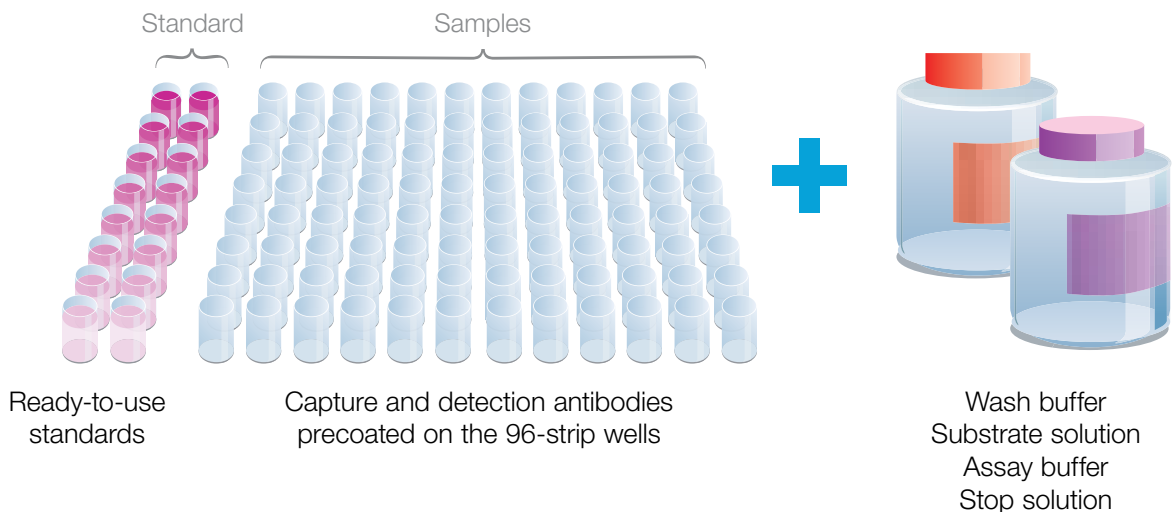 Standard
Samples
Ready-to-use
standards
Capture and detection antibodies
precoated on the 96-strip wells
Wash buffer
Substrate solution
Assay buffer
Stop solution